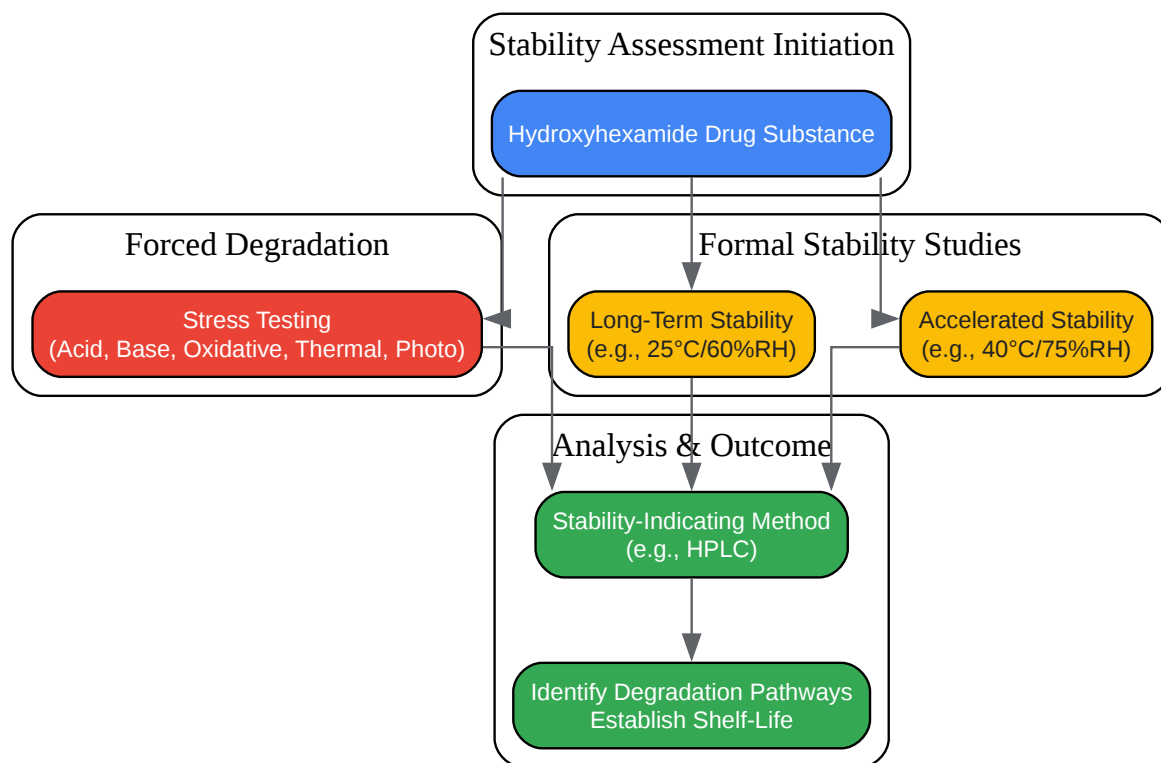 Stability Assessment Initiation
Hydroxyhexamide Drug Substance
Forced Degradation
Stress Testing
(Acid, Base, Oxidative, Thermal, Photo)
Formal Stability Studies
Long-Term Stability
(e.g., 25°C/60%RH)
Accelerated Stability
(e.g., 40°C/75%RH)
Analysis & Outcome
Stability-Indicating Method
(e.g., HPLC)
Identify Degradation Pathways
Establish Shelf-Life